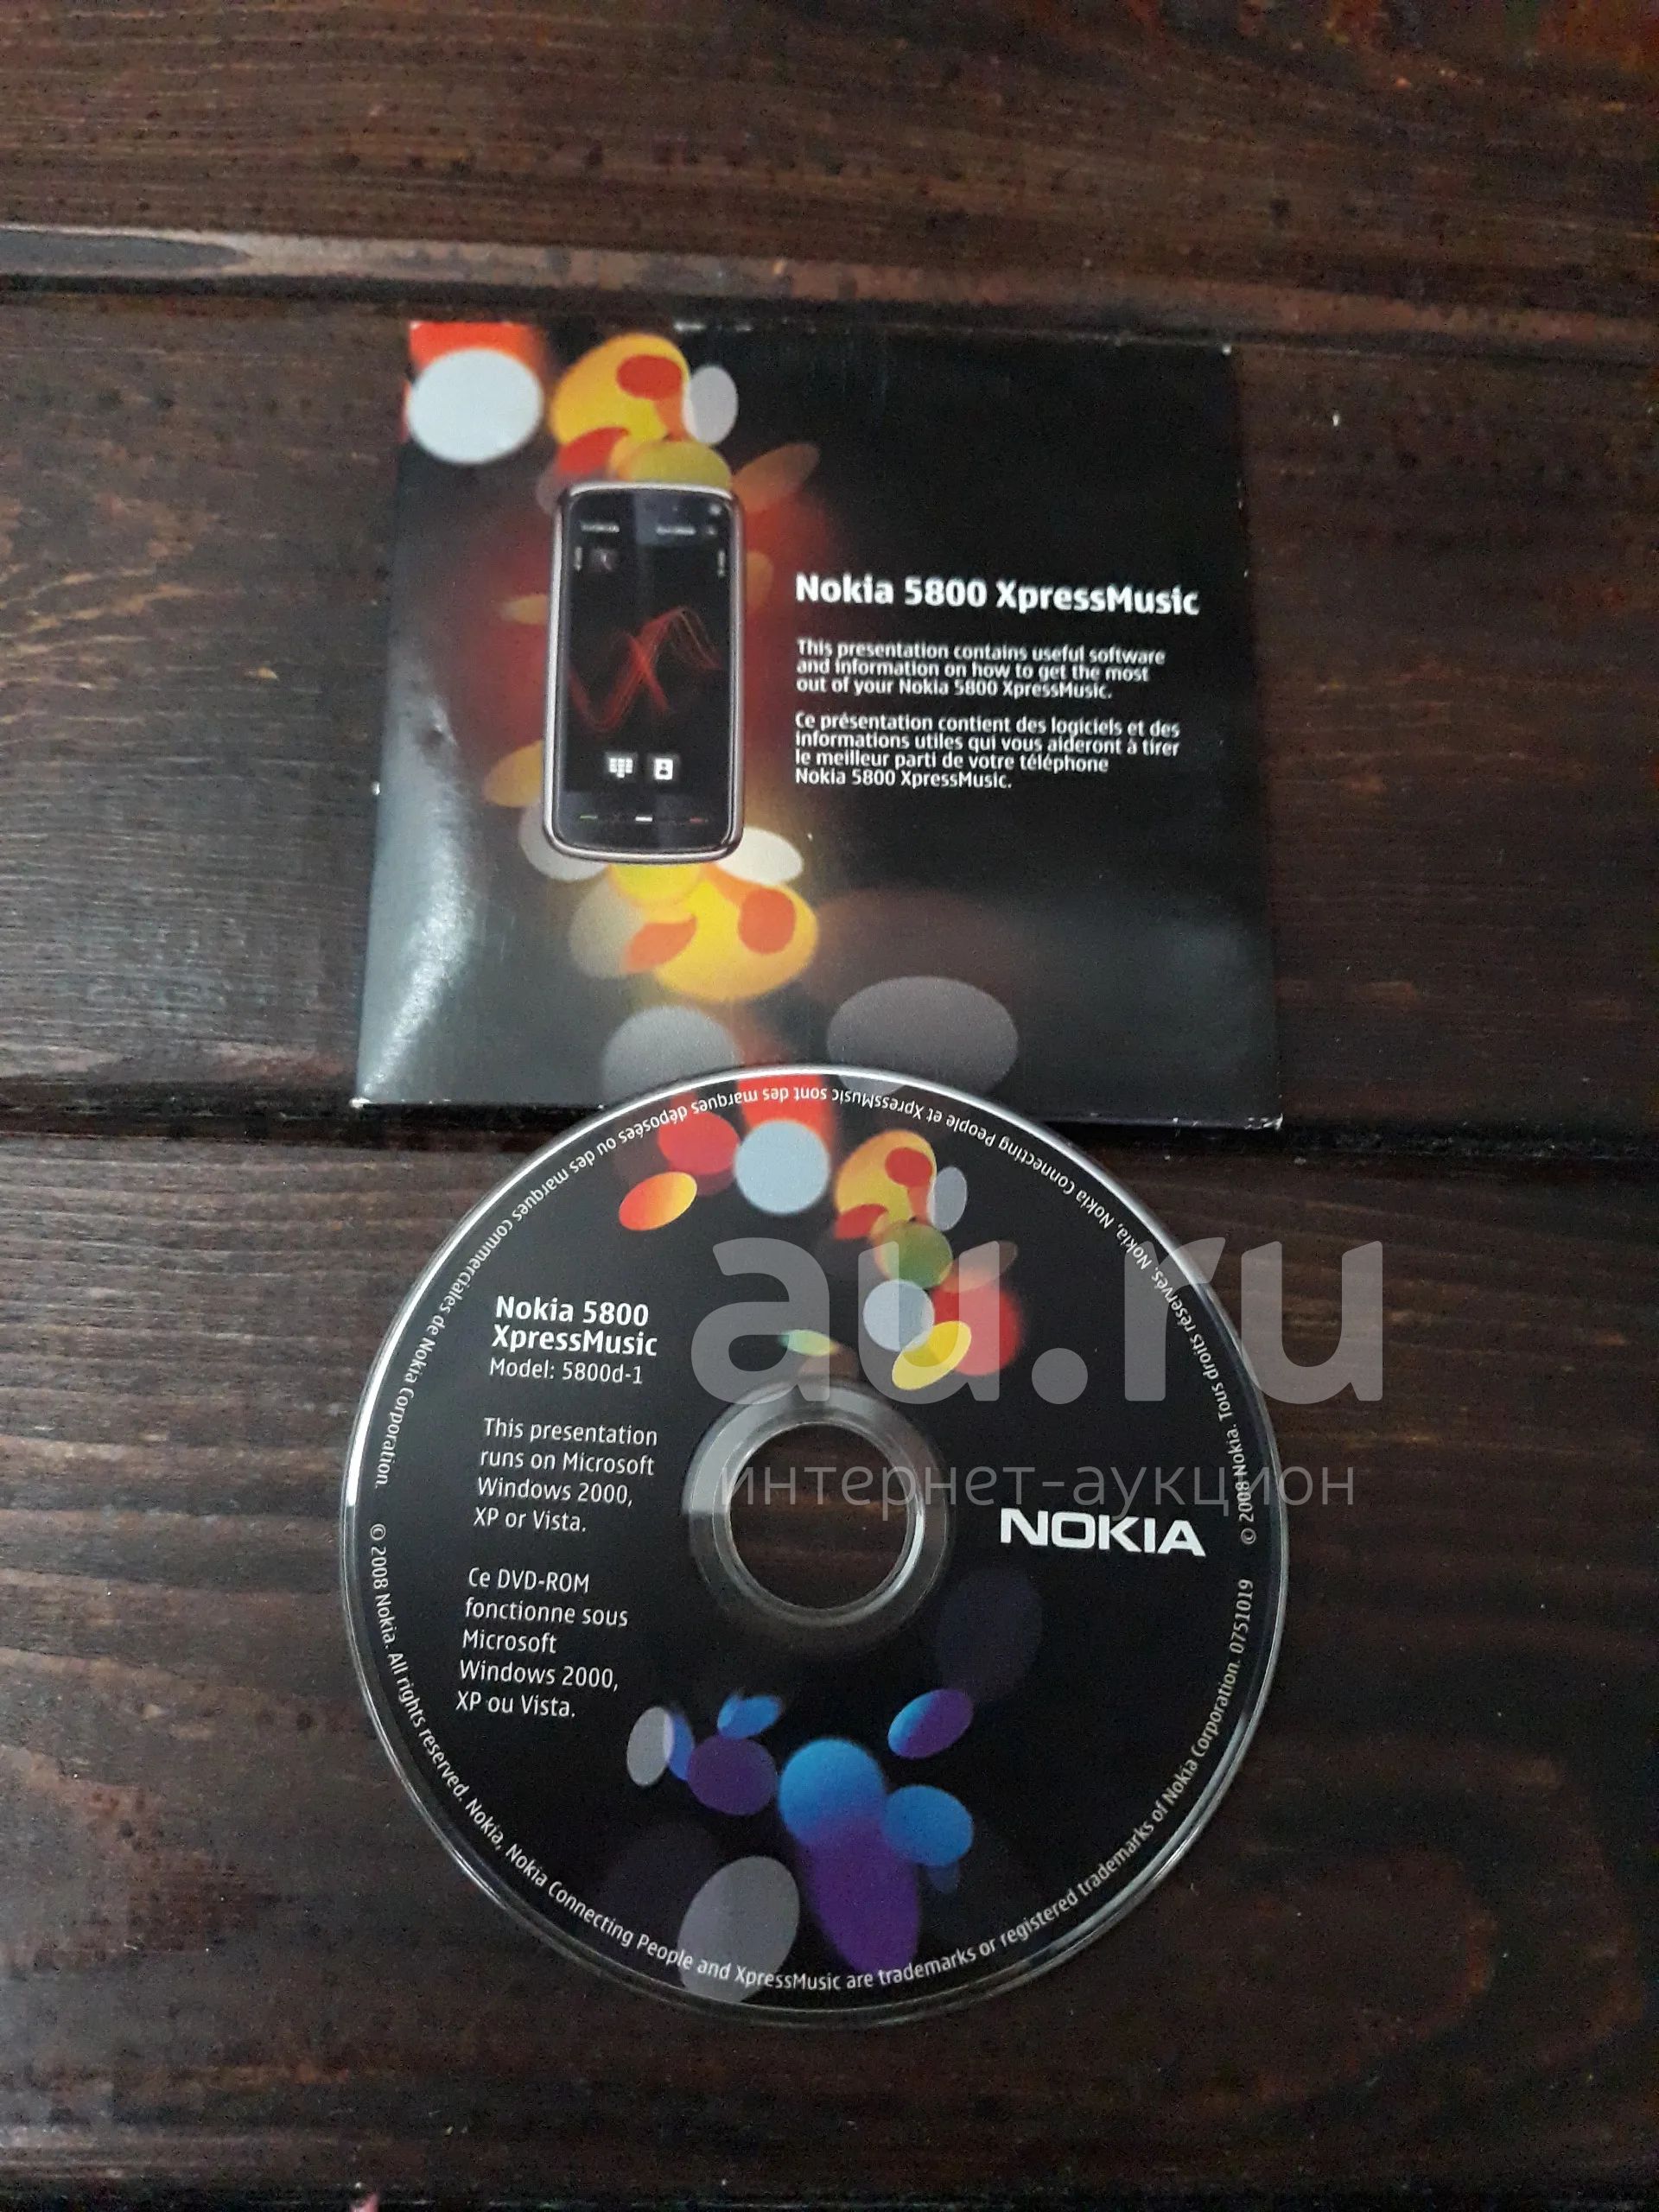 Nokia 5800 XpressMusic
This presentation contains useful software
and information on how to get the most
out of your Nokia 5800 XpressMusic.
Ce présentation contient des logiciels et des
informations utiles qui vous aideront à tirer
le meilleur parti de votre téléphone
Nokia 5800 XpressMusic.
au.ru
интернет-аукцион
Nokia 5800
XpressMusic
Model: 5800d-1
This presentation
runs on Microsoft
Windows 2000,
XP or Vista.
Ce DVD-ROM
fonctionne sous
Microsoft
Windows 2000,
XP ou Vista.
NOKIA
© 2008 Nokia. Tous droits réservés. Nokia, Nokia Connecting People et XpressMusic sont des marques déposées ou des marques commerciales de Nokia Corporation.
© 2008 Nokia. All rights reserved. Nokia, Nokia Connecting People and XpressMusic are trademarks or registered trademarks of Nokia Corporation. 0751019